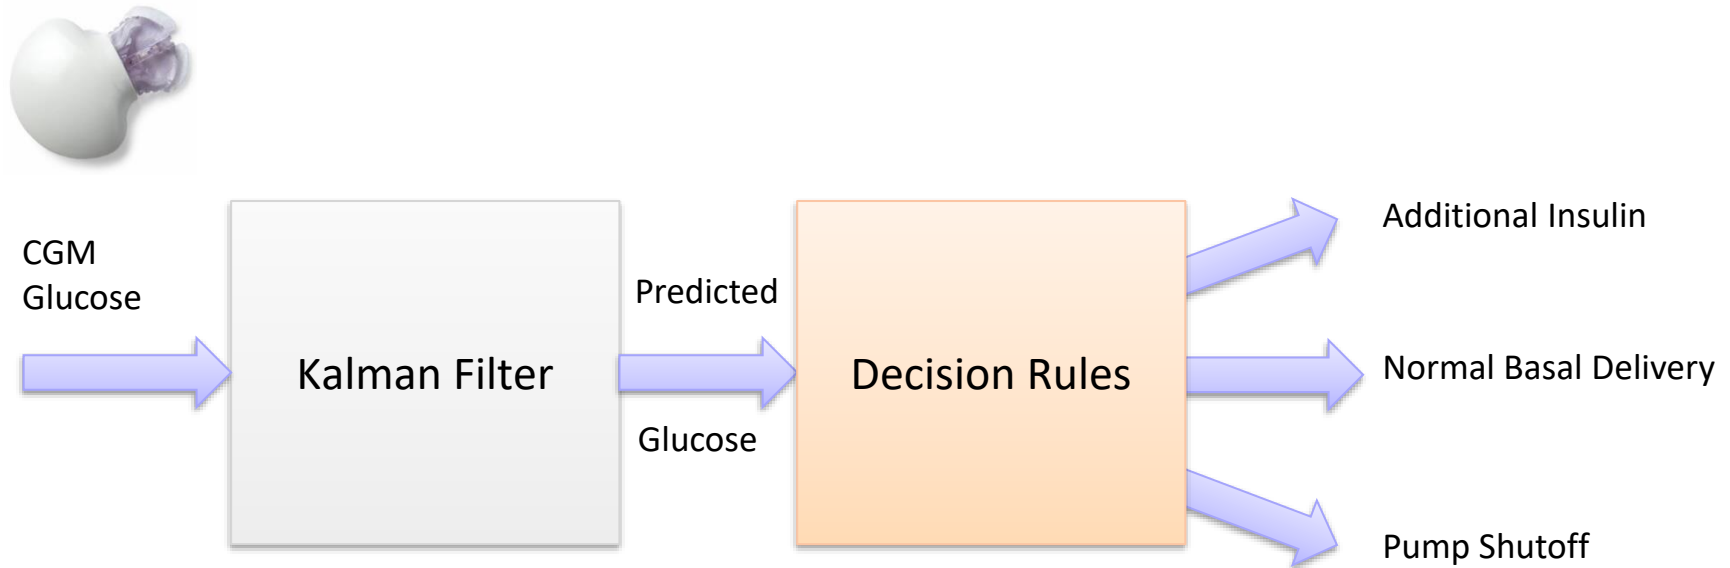 CGM
Glucose
Kalman Filter
Predicted
Glucose
Decision Rules
Additional Insulin
Normal Basal Delivery
Pump Shutoff